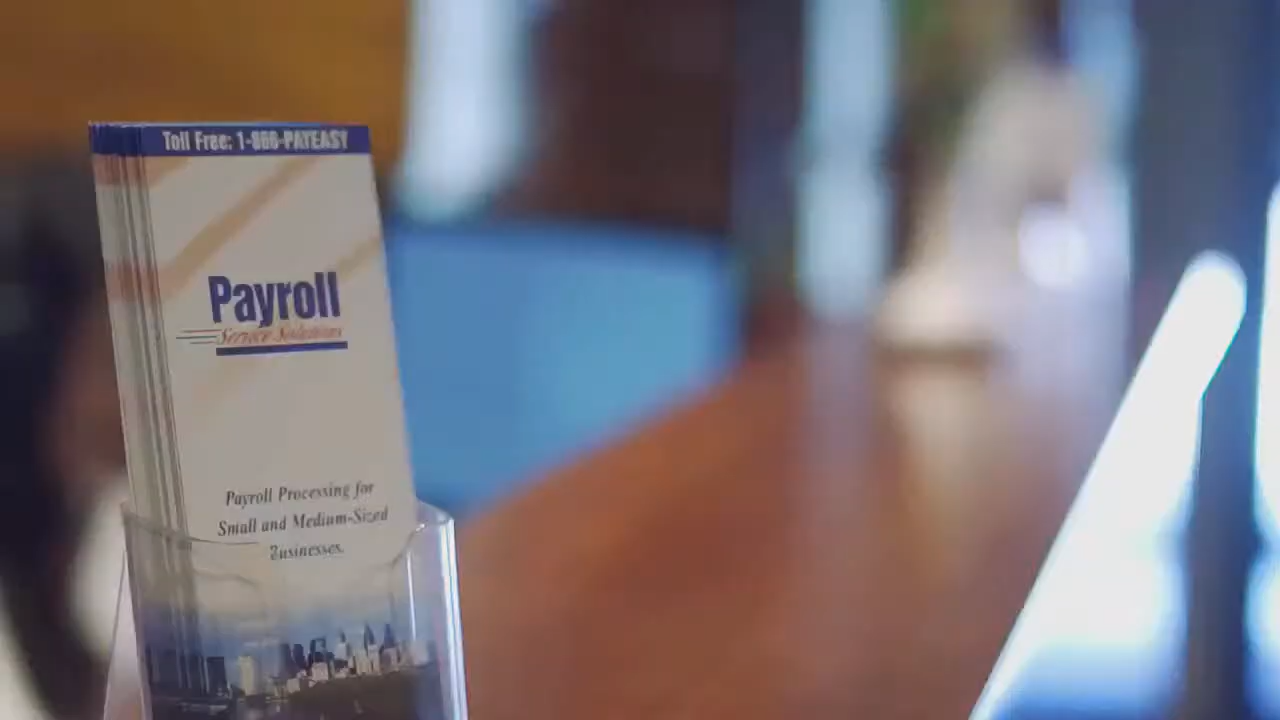 Toll Free: 1-866-PAYEASY
Payroll
Service Solutions
Payroll Processing for
Small and Medium-Sized
Businesses.